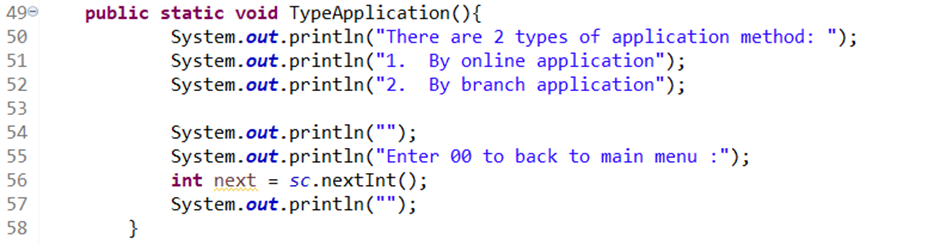 49 public static void TypeApplication(){
50 System.out.println("There are 2 types of application method: ");
51 System.out.println("1.  By online application");
52 System.out.println("2.  By branch application");
53
54 System.out.println("");
55 System.out.println("Enter 00 to back to main menu :");
56 int next = sc.nextInt();
57 System.out.println("");
58 }